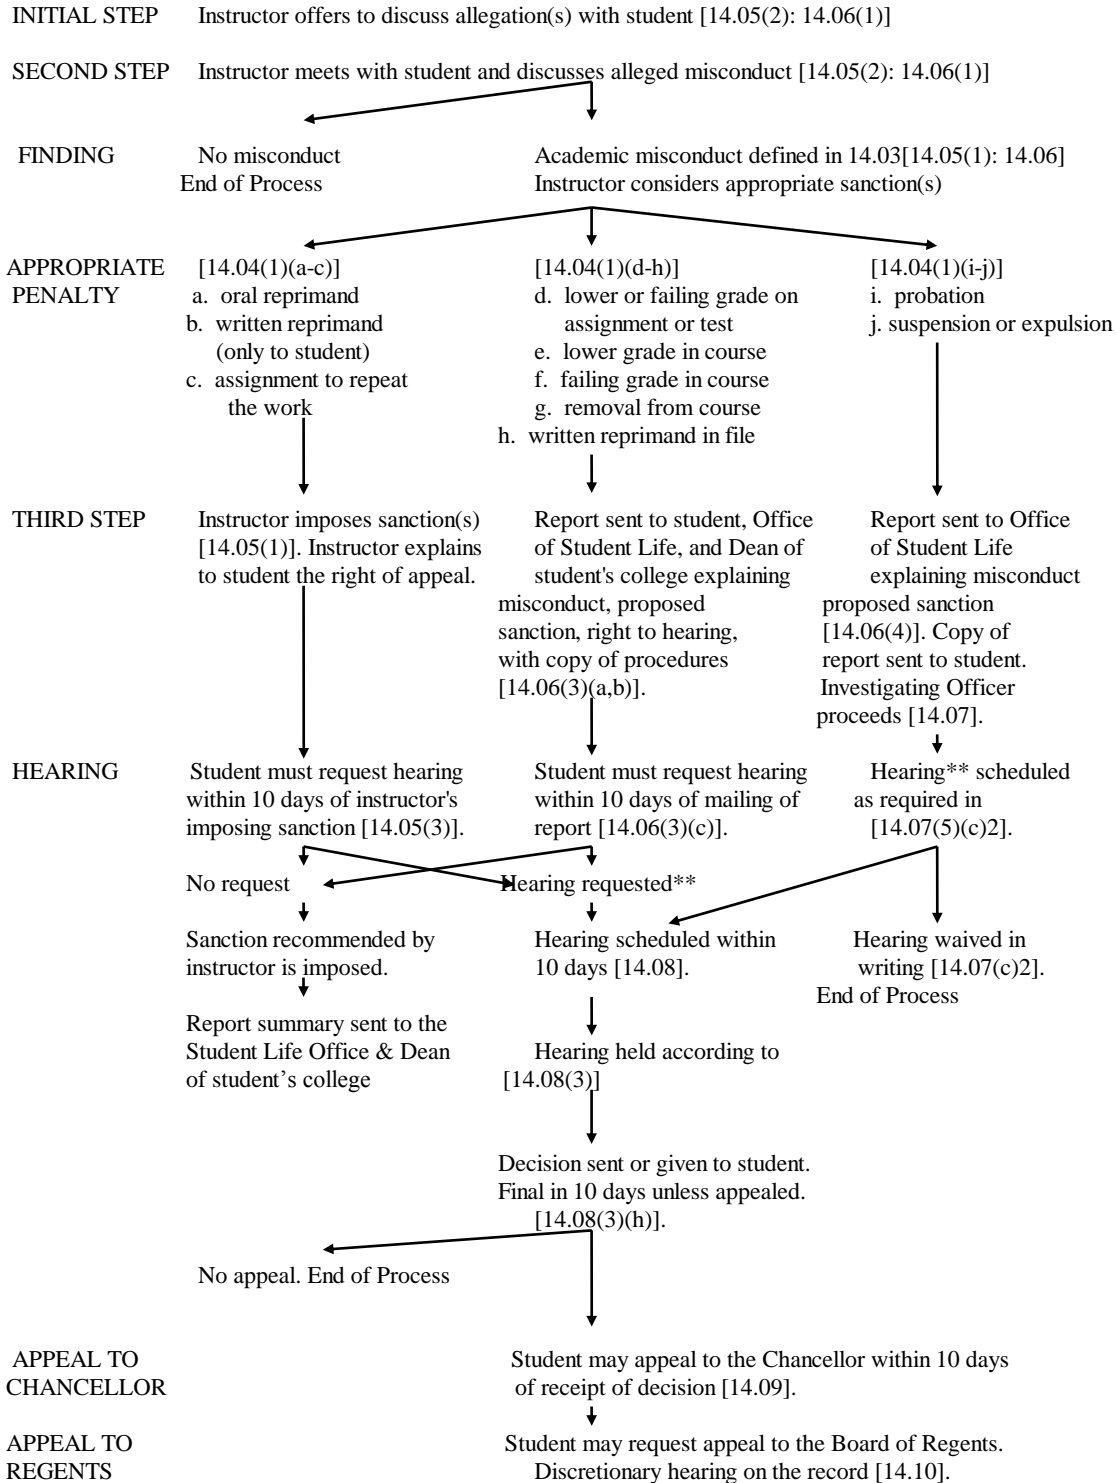 INITIAL STEP Instructor offers to discuss allegation(s) with student [14.05(2): 14.06(1)]
SECOND STEP Instructor meets with student and discusses alleged misconduct [14.05(2): 14.06(1)]
FINDING
No misconduct
End of Process
Academic misconduct defined in 14.03[14.05(1): 14.06]
Instructor considers appropriate sanction(s)
APPROPRIATE
PENALTY
[14.04(1)(a-c)]
a. oral reprimand
b. written reprimand
(only to student)
c. assignment to repeat
the work
[14.04(1)(d-h)]
d. lower or failing grade on
assignment or test
e. lower grade in course
f. failing grade in course
g. removal from course
h. written reprimand in file
[14.04(1)(i-j)]
i. probation
j. suspension or expulsion
THIRD STEP
Instructor imposes sanction(s)
[14.05(1)]. Instructor explains
to student the right of appeal.
Report sent to student, Office
of Student Life, and Dean of
student's college explaining
misconduct, proposed
sanction, right to hearing,
with copy of procedures
[14.06(3)(a,b)].
Report sent to Office
of Student Life
explaining misconduct
proposed sanction
[14.06(4)]. Copy of
report sent to student.
Investigating Officer
proceeds [14.07].
HEARING
Student must request hearing
within 10 days of instructor's
imposing sanction [14.05(3)].
Student must request hearing
within 10 days of mailing of
report [14.06(3)(c)].
Hearing** scheduled
as required in
[14.07(5)(c)2].
No request
Hearing requested**
Sanction recommended by
instructor is imposed.
Hearing scheduled within
10 days [14.08].
Hearing waived in
writing [14.07(c)2].
End of Process
Report summary sent to the
Student Life Office & Dean
of student’s college
Hearing held according to
[14.08(3)]
Decision sent or given to student.
Final in 10 days unless appealed.
[14.08(3)(h)].
No appeal. End of Process
APPEAL TO
CHANCELLOR
Student may appeal to the Chancellor within 10 days
of receipt of decision [14.09].
APPEAL TO
REGENTS
Student may request appeal to the Board of Regents.
Discretionary hearing on the record [14.10].